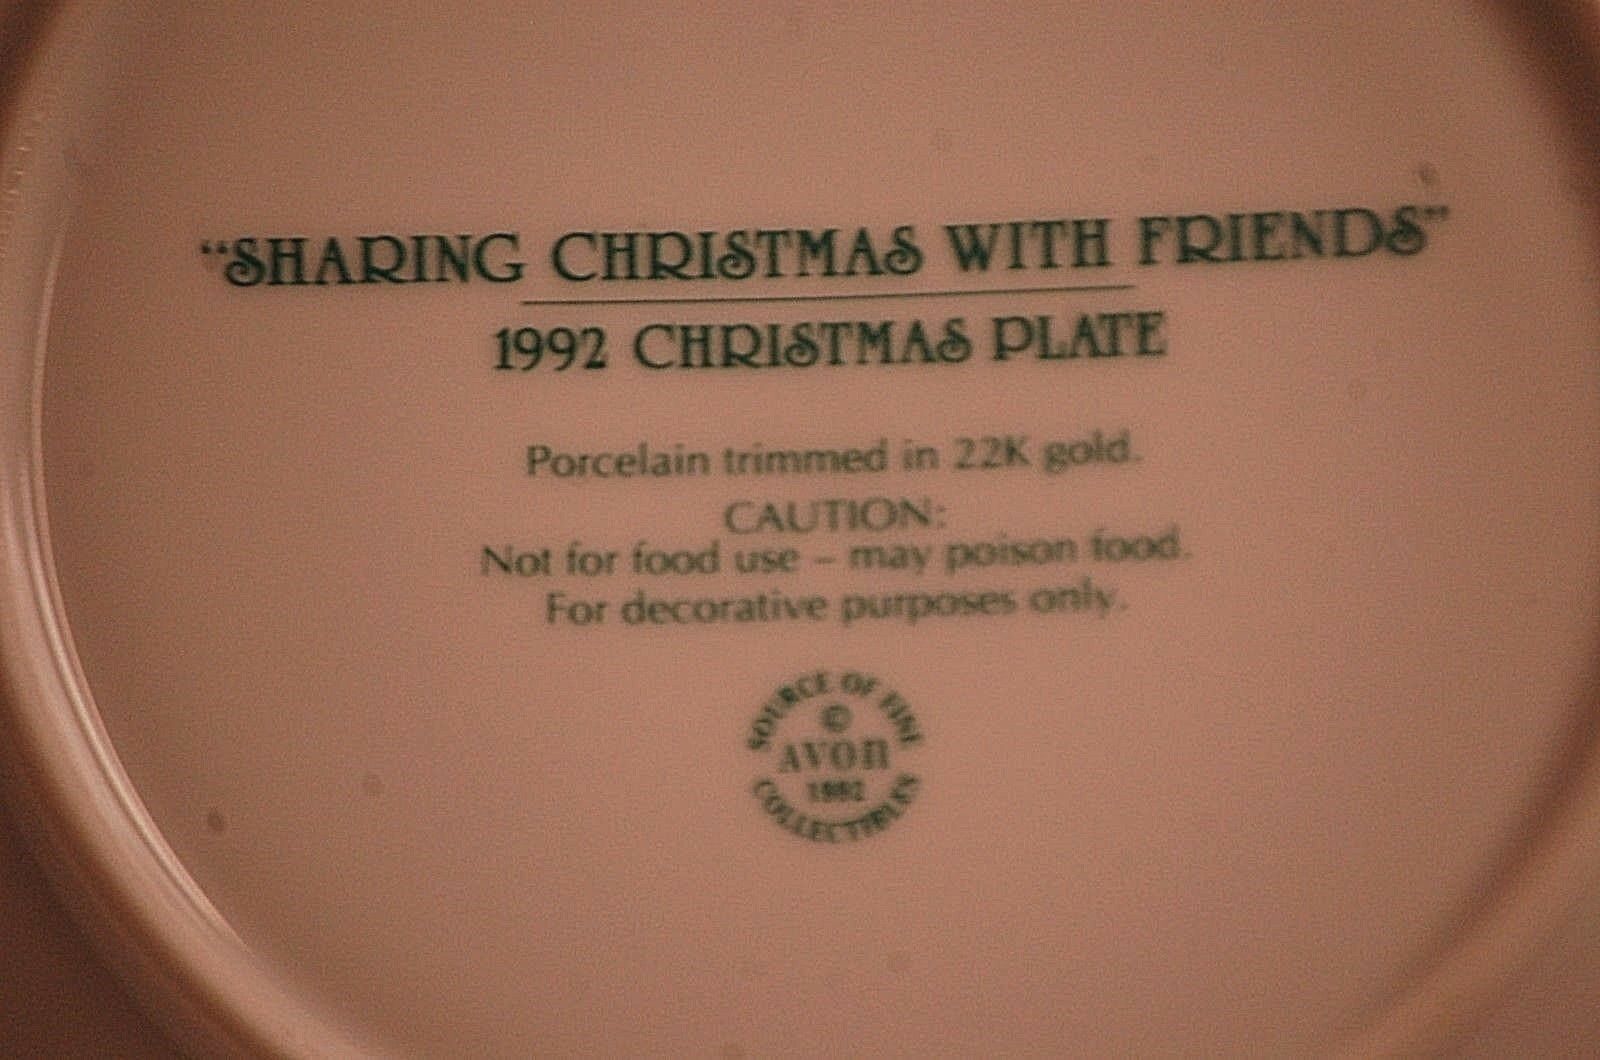 "SHARING CHRISTMAS WITH FRIENDS"
1992 CHRISTMAS PLATE
Porcelain trimmed in 22K gold.
CAUTION:
Not for food use – may poison food.
For decorative purposes only.
SOURCE OF FINE
©
AVON
1992
COLLECTIBLES